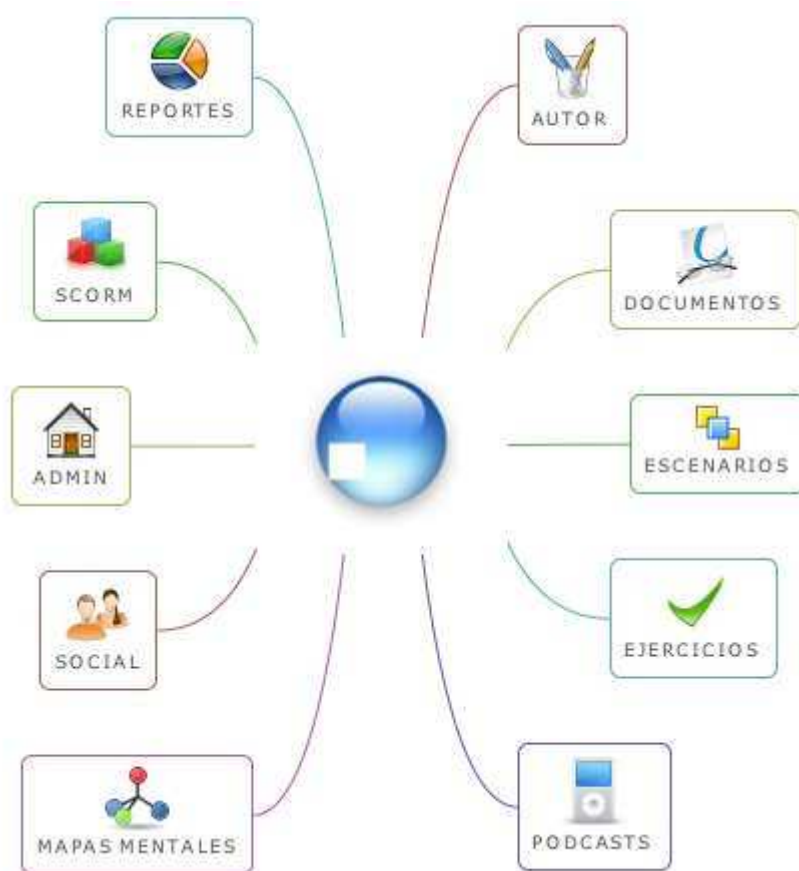 REPORTES
AUTOR
SCORM
DOCUMENTOS
ADMIN
ESCENARIOS
SOCIAL
EJERCICIOS
MAPAS MENTALES
PODCASTS